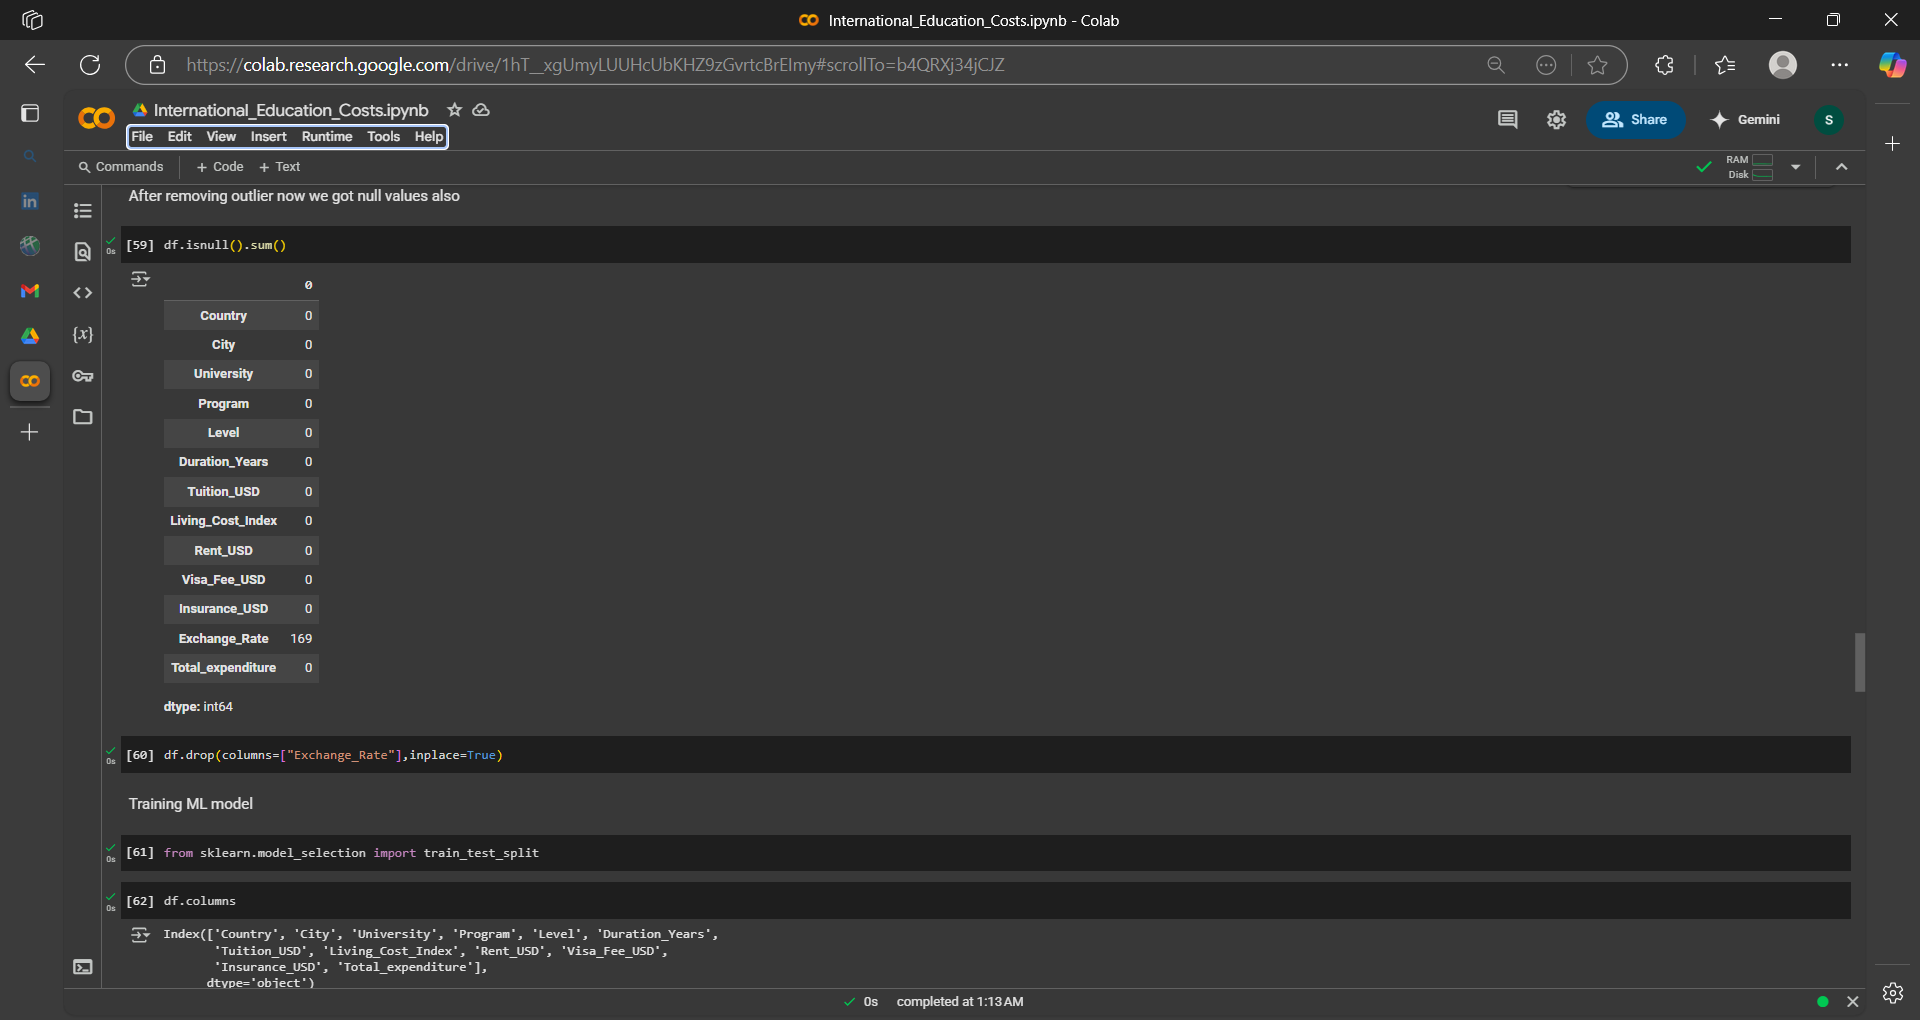 International_Education_Costs.ipynb - Colab
https://colab.research.google.com/drive/1hT__xgUmyLUUHcUbKHZ9zGvrtcBrElmy#scrollTo=b4QRXj34jCJZ
International_Education_Costs.ipynb
File Edit View Insert Runtime Tools Help
Share
Gemini
S
Commands
+ Code + Text
RAM
Disk
After removing outlier now we got null values also
0s
[59] df.isnull().sum()
0
Country 0
City 0
University 0
Program 0
Level 0
Duration_Years 0
Tuition_USD 0
Living_Cost_Index 0
Rent_USD 0
Visa_Fee_USD 0
Insurance_USD 0
Exchange_Rate 169
Total_expenditure 0
dtype: int64
0s
[60] df.drop(columns=["Exchange_Rate"],inplace=True)
Training ML model
0s
[61] from sklearn.model_selection import train_test_split
0s
[62] df.columns
Index(['Country', 'City', 'University', 'Program', 'Level', 'Duration_Years',
'Tuition_USD', 'Living_Cost_Index', 'Rent_USD', 'Visa_Fee_USD',
'Insurance_USD', 'Total_expenditure'],
dtype='object')
0s completed at 1:13 AM